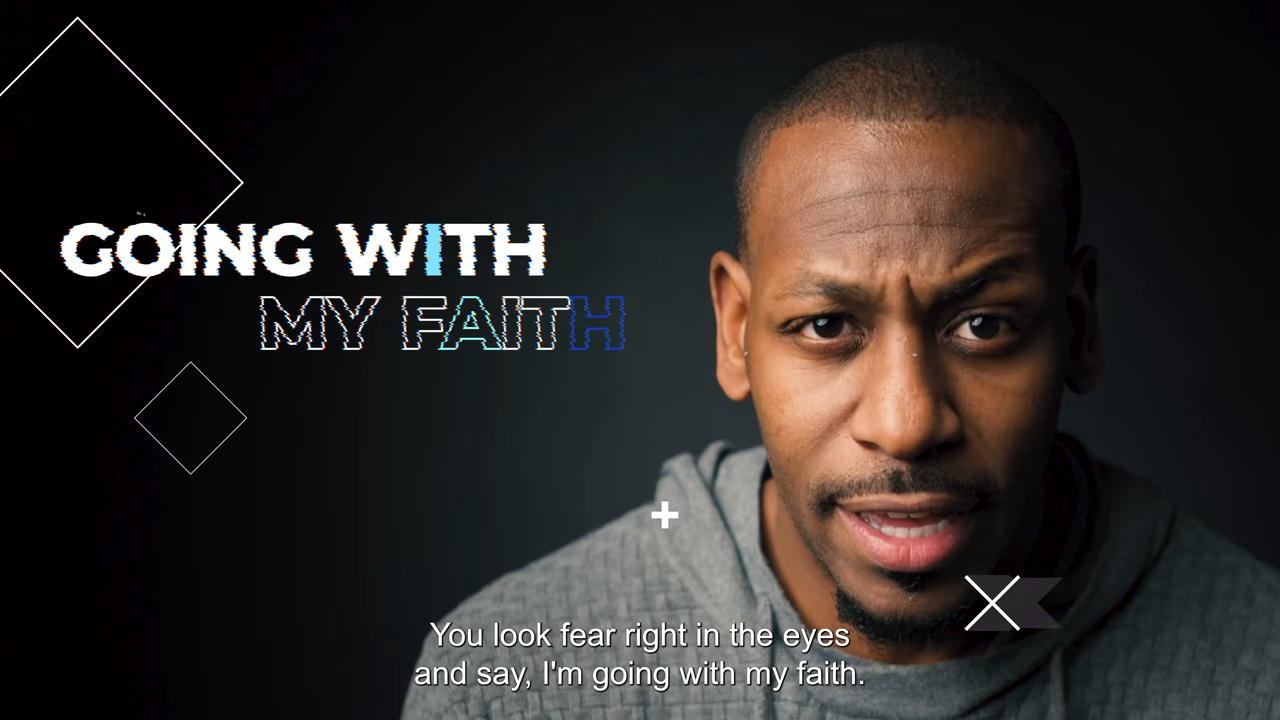 GOING WITH
MY FAITH
You look fear right in the eyes
and say, I'm going with my faith.